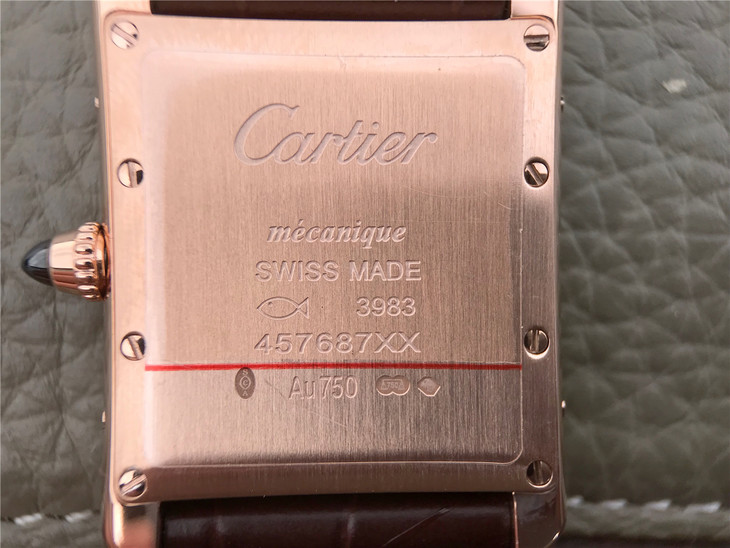 Cartier
mécanique
SWISS MADE
3983
457687XX
Au750